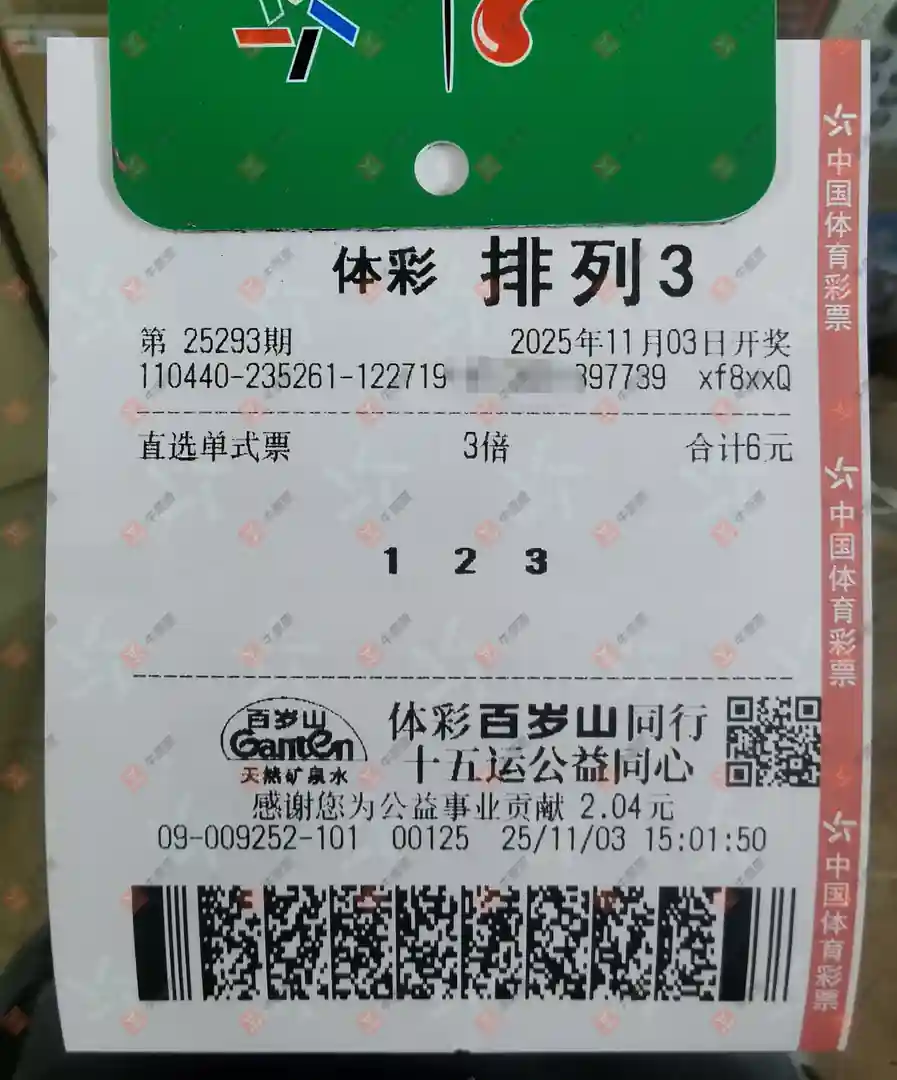 体彩 排列3
第 25293期 2025年11月03日开奖
110440-235261-122719 397739 xf8xxQ
直选单式票 3倍 合计6元
1 2 3
百岁山
Ganten
天然矿泉水
体彩百岁山同行
十五运公益同心
感谢您为公益事业贡献 2.04元
09-009252-101 00125 25/11/03 15:01:50
中国体育彩票
中国体育彩票
中国体育彩票